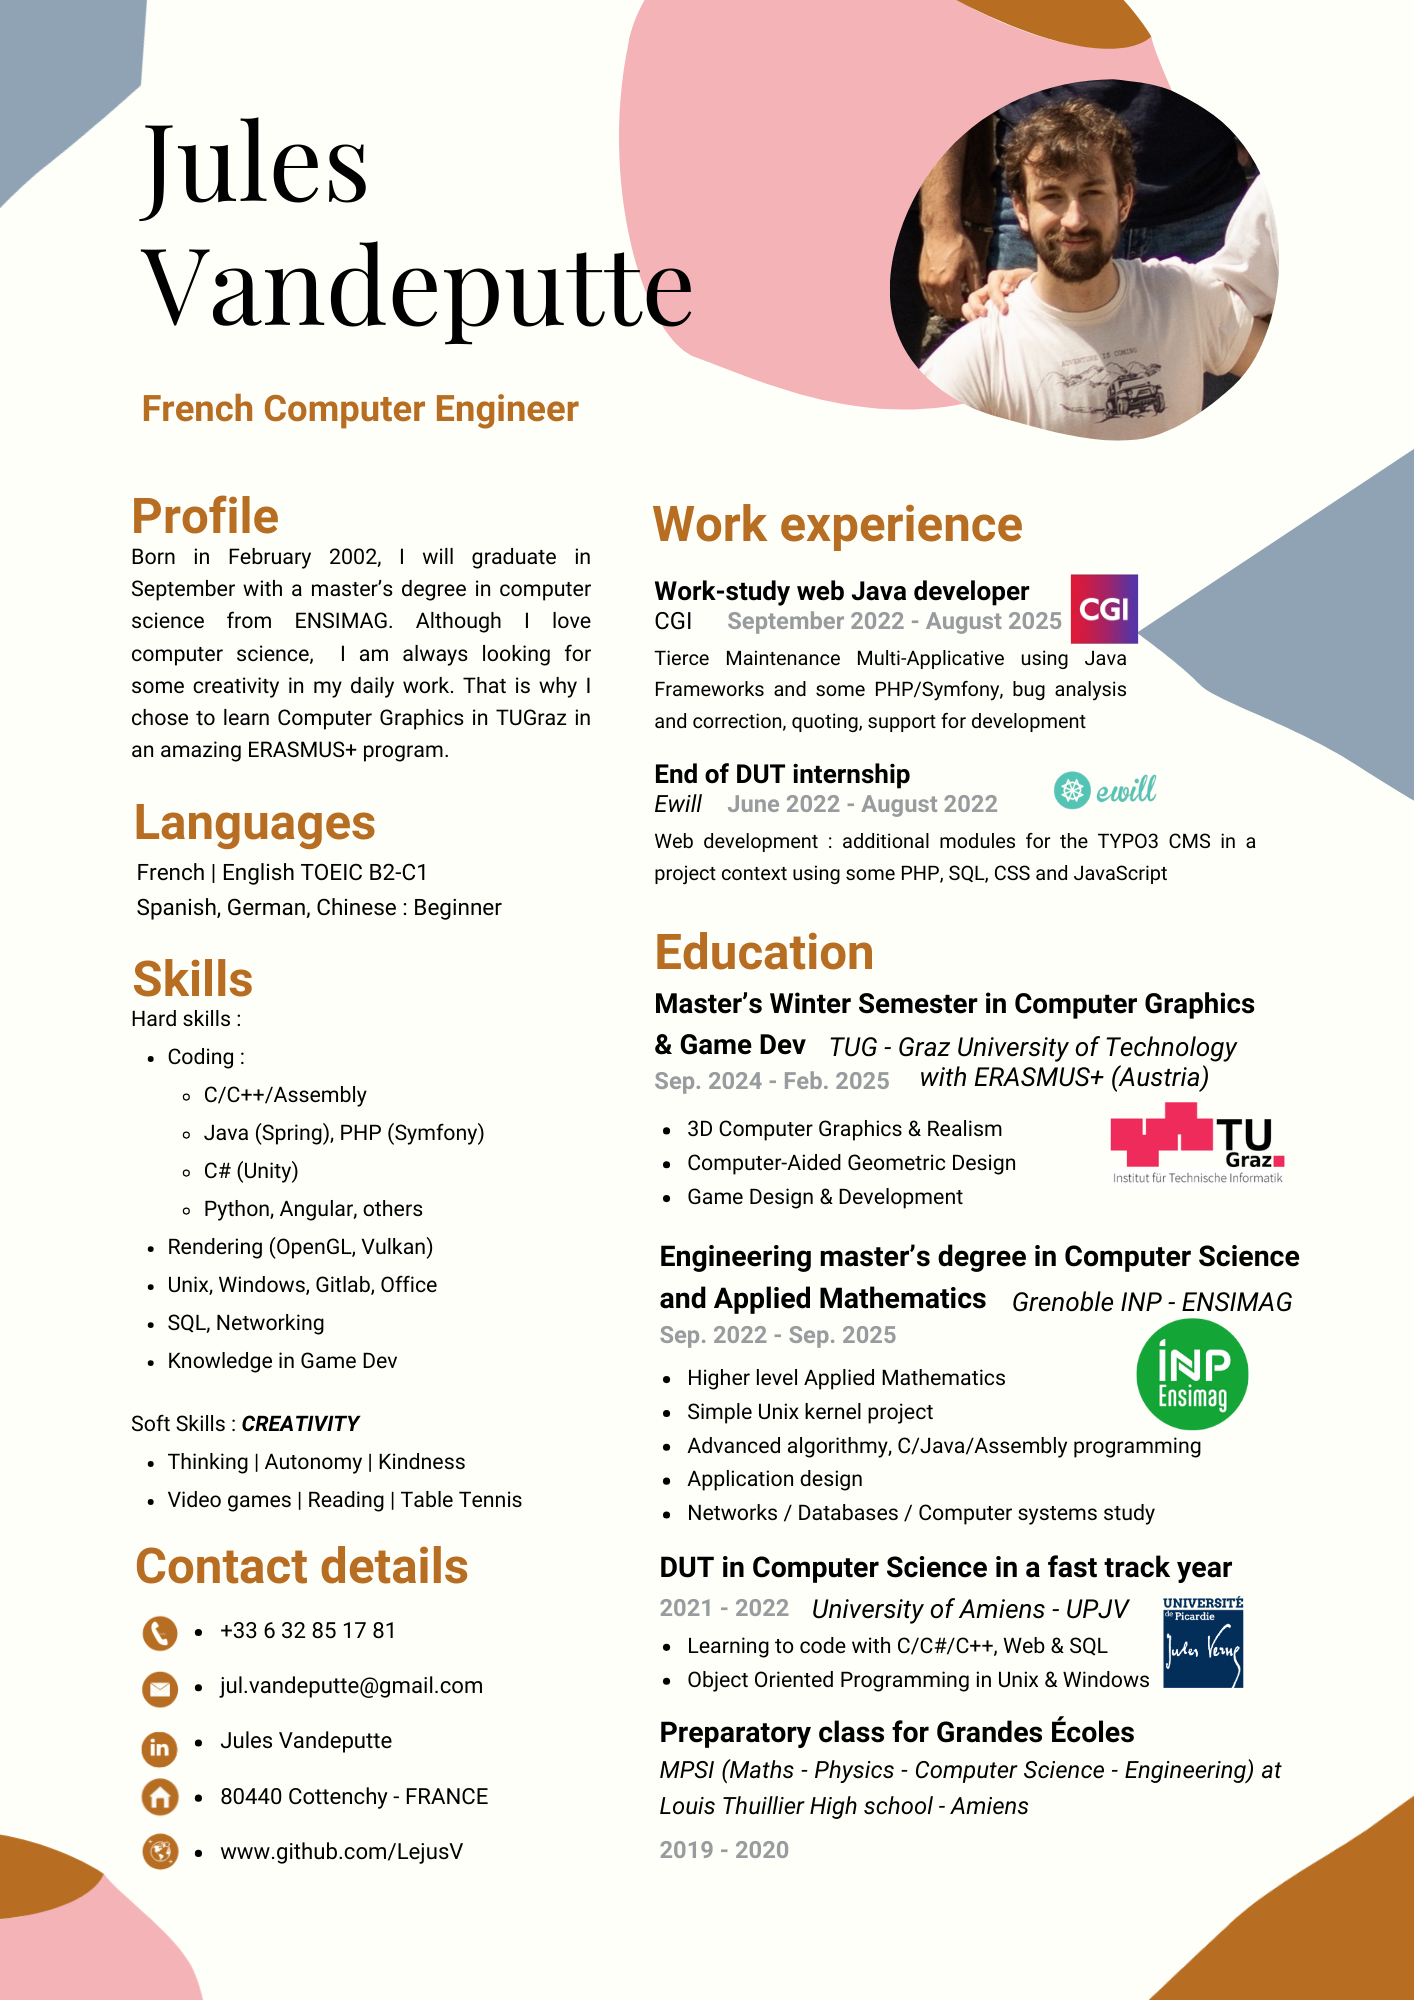 Jules
Vandeputte
French Computer Engineer
Profile
Born in February 2002, I will graduate in
September with a master’s degree in computer
science from ENSIMAG. Although I love
computer science, I am always looking for
some creativity in my daily work. That is why I
chose to learn Computer Graphics in TUGraz in
an amazing ERASMUS+ program.
Languages
French | English TOEIC B2-C1
Spanish, German, Chinese : Beginner
Skills
Hard skills :
• Coding :
◦ C/C++/Assembly
◦ Java (Spring), PHP (Symfony)
◦ C# (Unity)
◦ Python, Angular, others
• Rendering (OpenGL, Vulkan)
• Unix, Windows, Gitlab, Office
• SQL, Networking
• Knowledge in Game Dev
Soft Skills : CREATIVITY
• Thinking | Autonomy | Kindness
• Video games | Reading | Table Tennis
Contact details
in
• +33 6 32 85 17 81
• jul.vandeputte@gmail.com
• Jules Vandeputte
• 80440 Cottenchy - FRANCE
• www.github.com/LejusV
ADVENTURE IS COMING
Work experience
Work-study web Java developer
CGI September 2022 - August 2025
CGI
Tierce Maintenance Multi-Applicative using Java
Frameworks and some PHP/Symfony, bug analysis
and correction, quoting, support for development
End of DUT internship
Ewill June 2022 - August 2022
ewill
Web development : additional modules for the TYPO3 CMS in a
project context using some PHP, SQL, CSS and JavaScript
Education
Master’s Winter Semester in Computer Graphics
& Game Dev TUG - Graz University of Technology
Sep. 2024 - Feb. 2025 with ERASMUS+ (Austria)
• 3D Computer Graphics & Realism
• Computer-Aided Geometric Design
• Game Design & Development
TU
Graz
Institut für Technische Informatik
Engineering master’s degree in Computer Science
and Applied Mathematics Grenoble INP - ENSIMAG
Sep. 2022 - Sep. 2025
• Higher level Applied Mathematics
• Simple Unix kernel project
• Advanced algorithmy, C/Java/Assembly programming
• Application design
• Networks / Databases / Computer systems study
iNP
Ensimag
DUT in Computer Science in a fast track year
2021 - 2022 University of Amiens - UPJV
• Learning to code with C/C#/C++, Web & SQL
• Object Oriented Programming in Unix & Windows
UNIVERSITÉ
de Picardie
Jules Verne
Preparatory class for Grandes Écoles
MPSI (Maths - Physics - Computer Science - Engineering) at
Louis Thuillier High school - Amiens
2019 - 2020